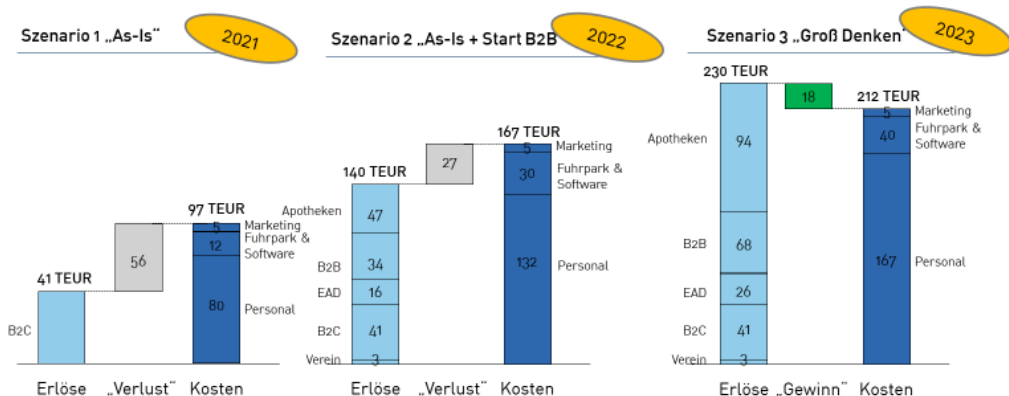 Szenario 1 „As-Is“
2021
41 TEUR
B2C
56
97 TEUR
5
Marketing
12
Fuhrpark &
Software
80
Personal
Erlöse
„Verlust“
Kosten
Szenario 2 „As-Is + Start B2B
2022
140 TEUR
Apotheken
47
B2B
34
EAD
16
B2C
41
Verein
3
27
167 TEUR
5
Marketing
30
Fuhrpark &
Software
132
Personal
Erlöse
„Verlust“
Kosten
Szenario 3 „Groß Denken“
2023
230 TEUR
Apotheken
94
B2B
68
EAD
26
B2C
41
Verein
3
18
212 TEUR
5
Marketing
40
Fuhrpark &
Software
167
Personal
Erlöse
„Gewinn“
Kosten